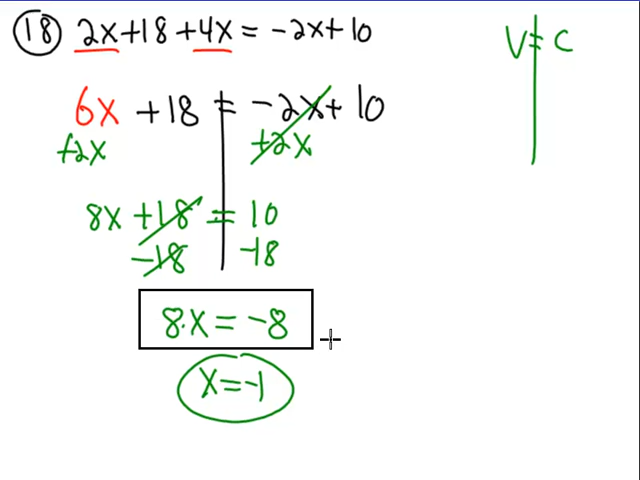 18 2x+18+4x=-2x+10
V=C
6x+18=-2x+10
+2x +2x
8x+18=10
-18 -18
8·x=-8
x=-1